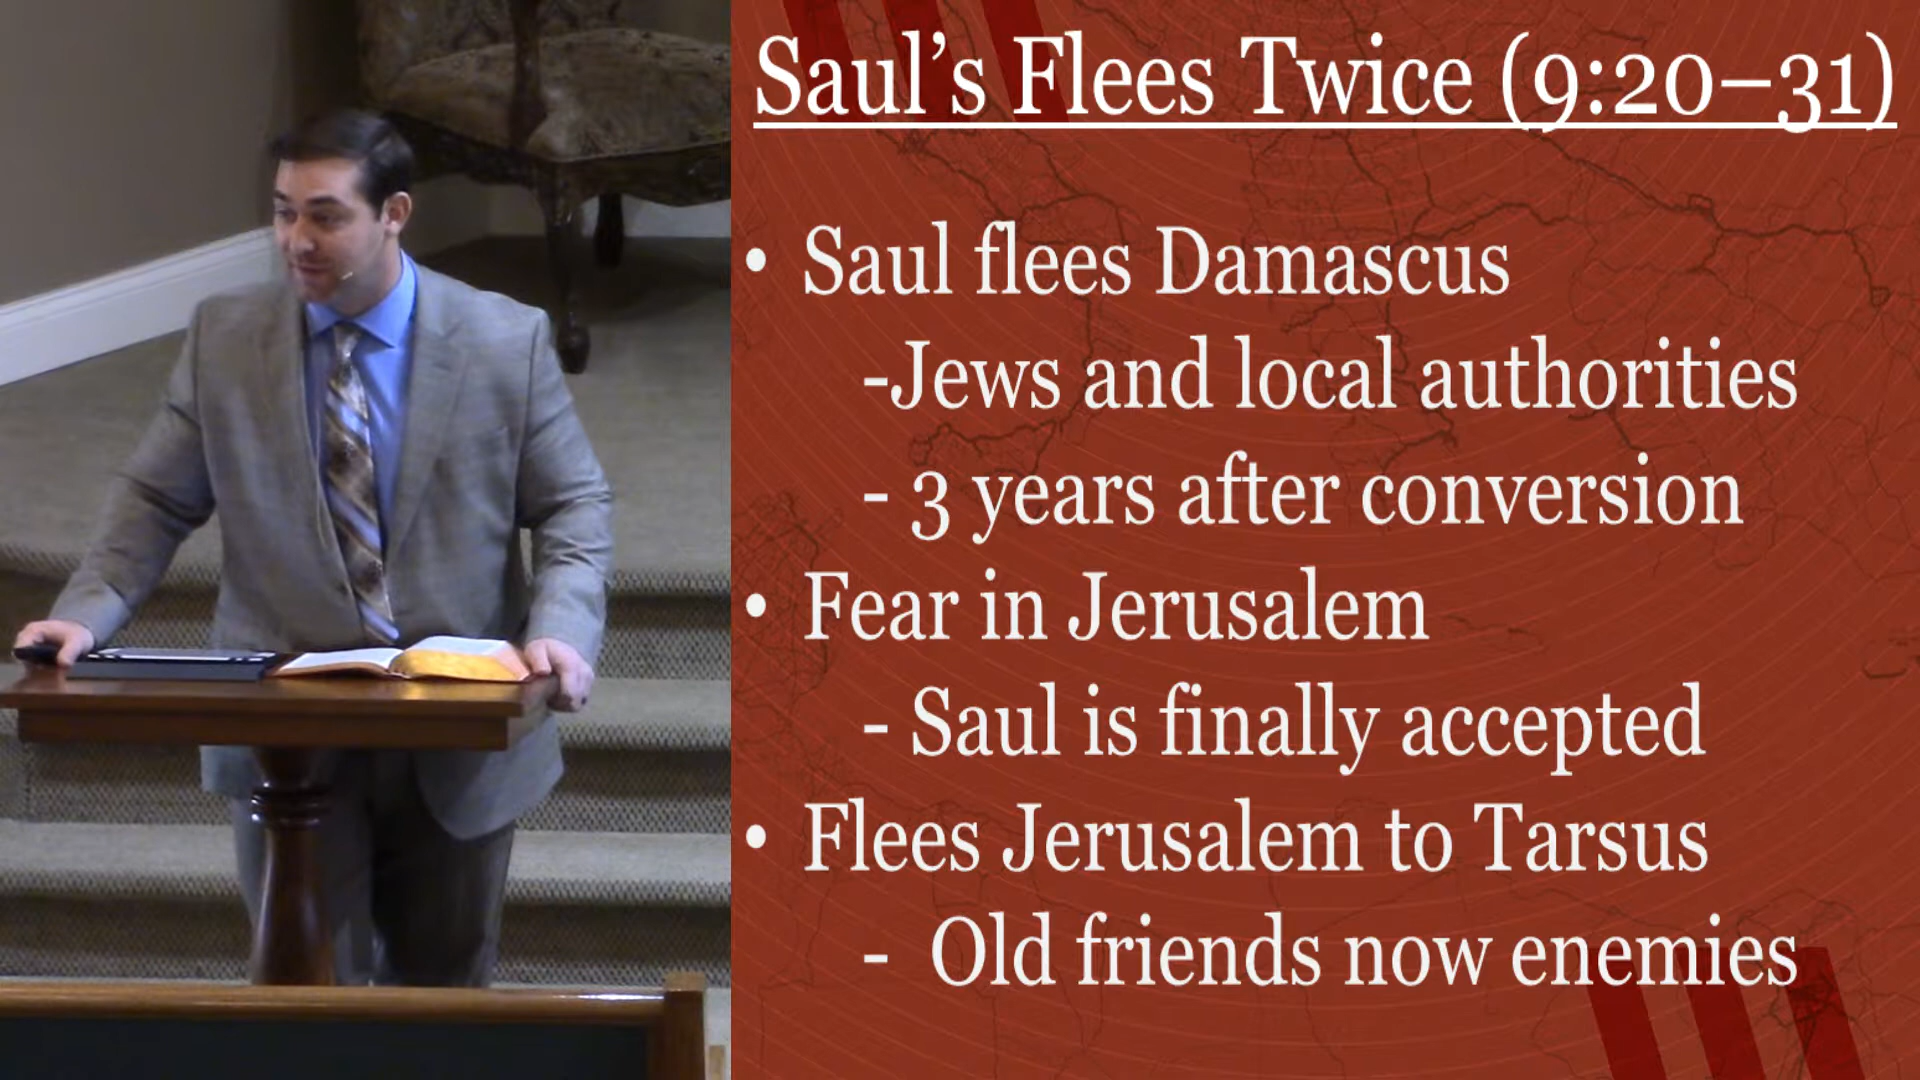 Saul’s Flees Twice (9:20–31)
• Saul flees Damascus
-Jews and local authorities
- 3 years after conversion
• Fear in Jerusalem
- Saul is finally accepted
• Flees Jerusalem to Tarsus
- Old friends now enemies